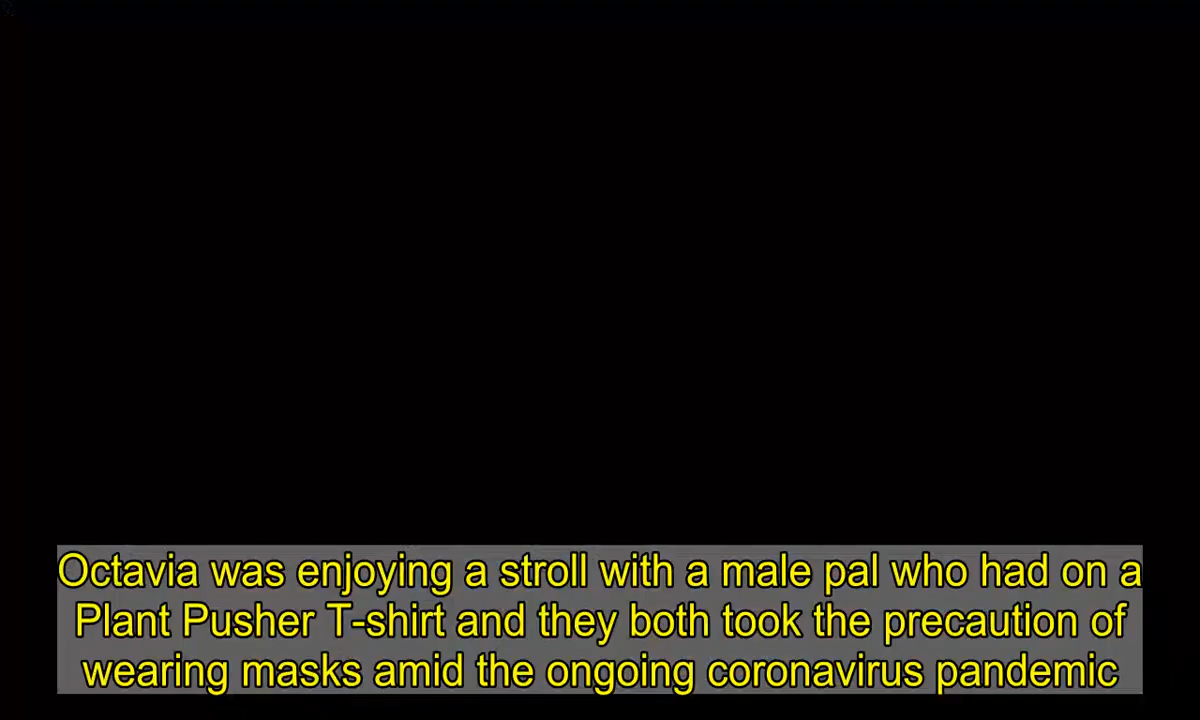 Octavia was enjoying a stroll with a male pal who had on a
Plant Pusher T-shirt and they both took the precaution of
wearing masks amid the ongoing coronavirus pandemic